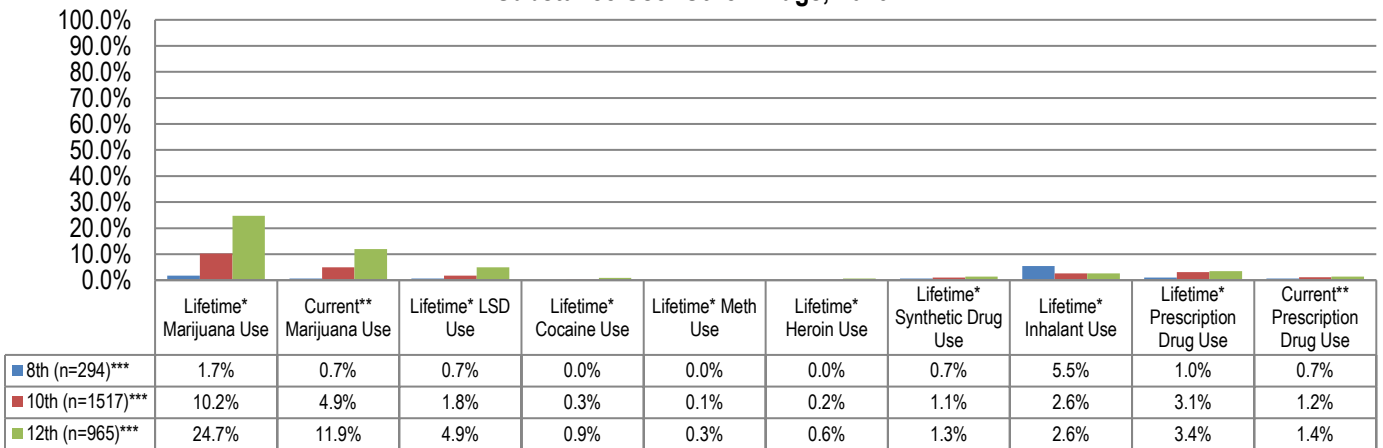 100.0%
90.0%
80.0%
70.0%
60.0%
50.0%
40.0%
30.0%
20.0%
10.0%
0.0%
Lifetime* Marijuana Use Current** Marijuana Use Lifetime* LSD Use Lifetime* Cocaine Use Lifetime* Meth Use Lifetime* Heroin Use Lifetime* Synthetic Drug Use Lifetime* Inhalant Use Lifetime* Prescription Drug Use Current** Prescription Drug Use
8th (n=294)*** 1.7% 0.7% 0.7% 0.0% 0.0% 0.0% 0.7% 5.5% 1.0% 0.7%
10th (n=1517)*** 10.2% 4.9% 1.8% 0.3% 0.1% 0.2% 1.1% 2.6% 3.1% 1.2%
12th (n=965)*** 24.7% 11.9% 4.9% 0.9% 0.3% 0.6% 1.3% 2.6% 3.4% 1.4%